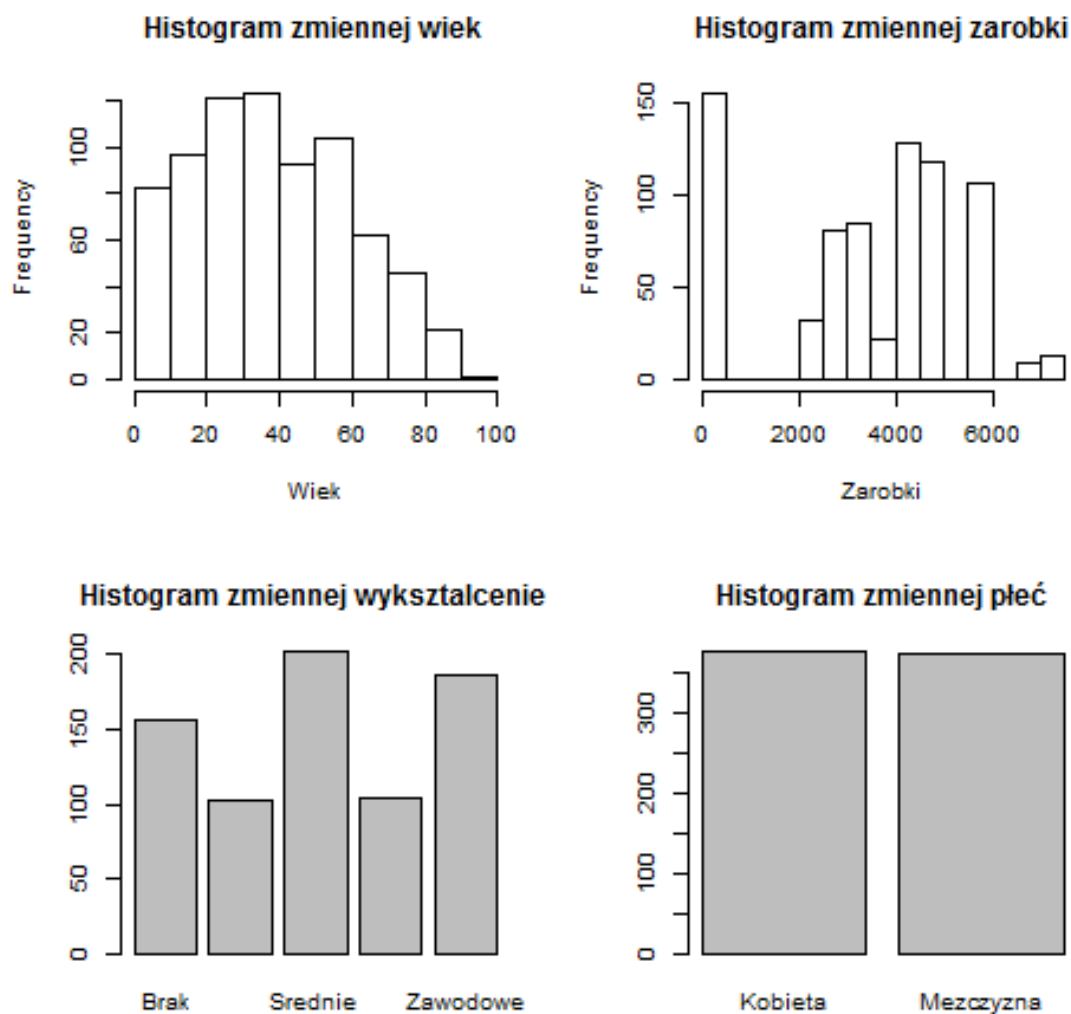 Histogram zmiennej wiek
Frequency
0 20 60 100
0 20 40 60 80 100
Wiek
Histogram zmiennej zarobki
Frequency
0 50 100 150
0 2000 4000 6000
Zarobki
Histogram zmiennej wyksztalcenie
0 50 100 150 200
Brak Srednie Zawodowe
Histogram zmiennej płeć
0 100 200 300
Kobieta Mezczyzna